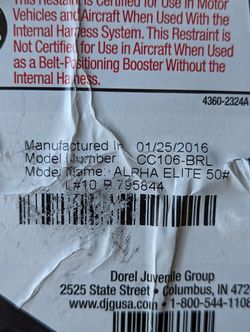 This Restraint is Certified for Use in Motor
Vehicles and Aircraft When Used With the
Internal Harness System. This Restraint is
Not Certified for Use in Aircraft When Used
as a Belt-Positioning Booster Without the
Internal Harness.
4360-2324A
Manufactured In 01/25/2016
Model Number: CC106-BRL
Model Name: ALPHA ELITE 50#
L#10 P.795844
Dorel Juvenile Group
2525 State Street • Columbus, IN 472
www.djgusa.com • 1-800-544-1108